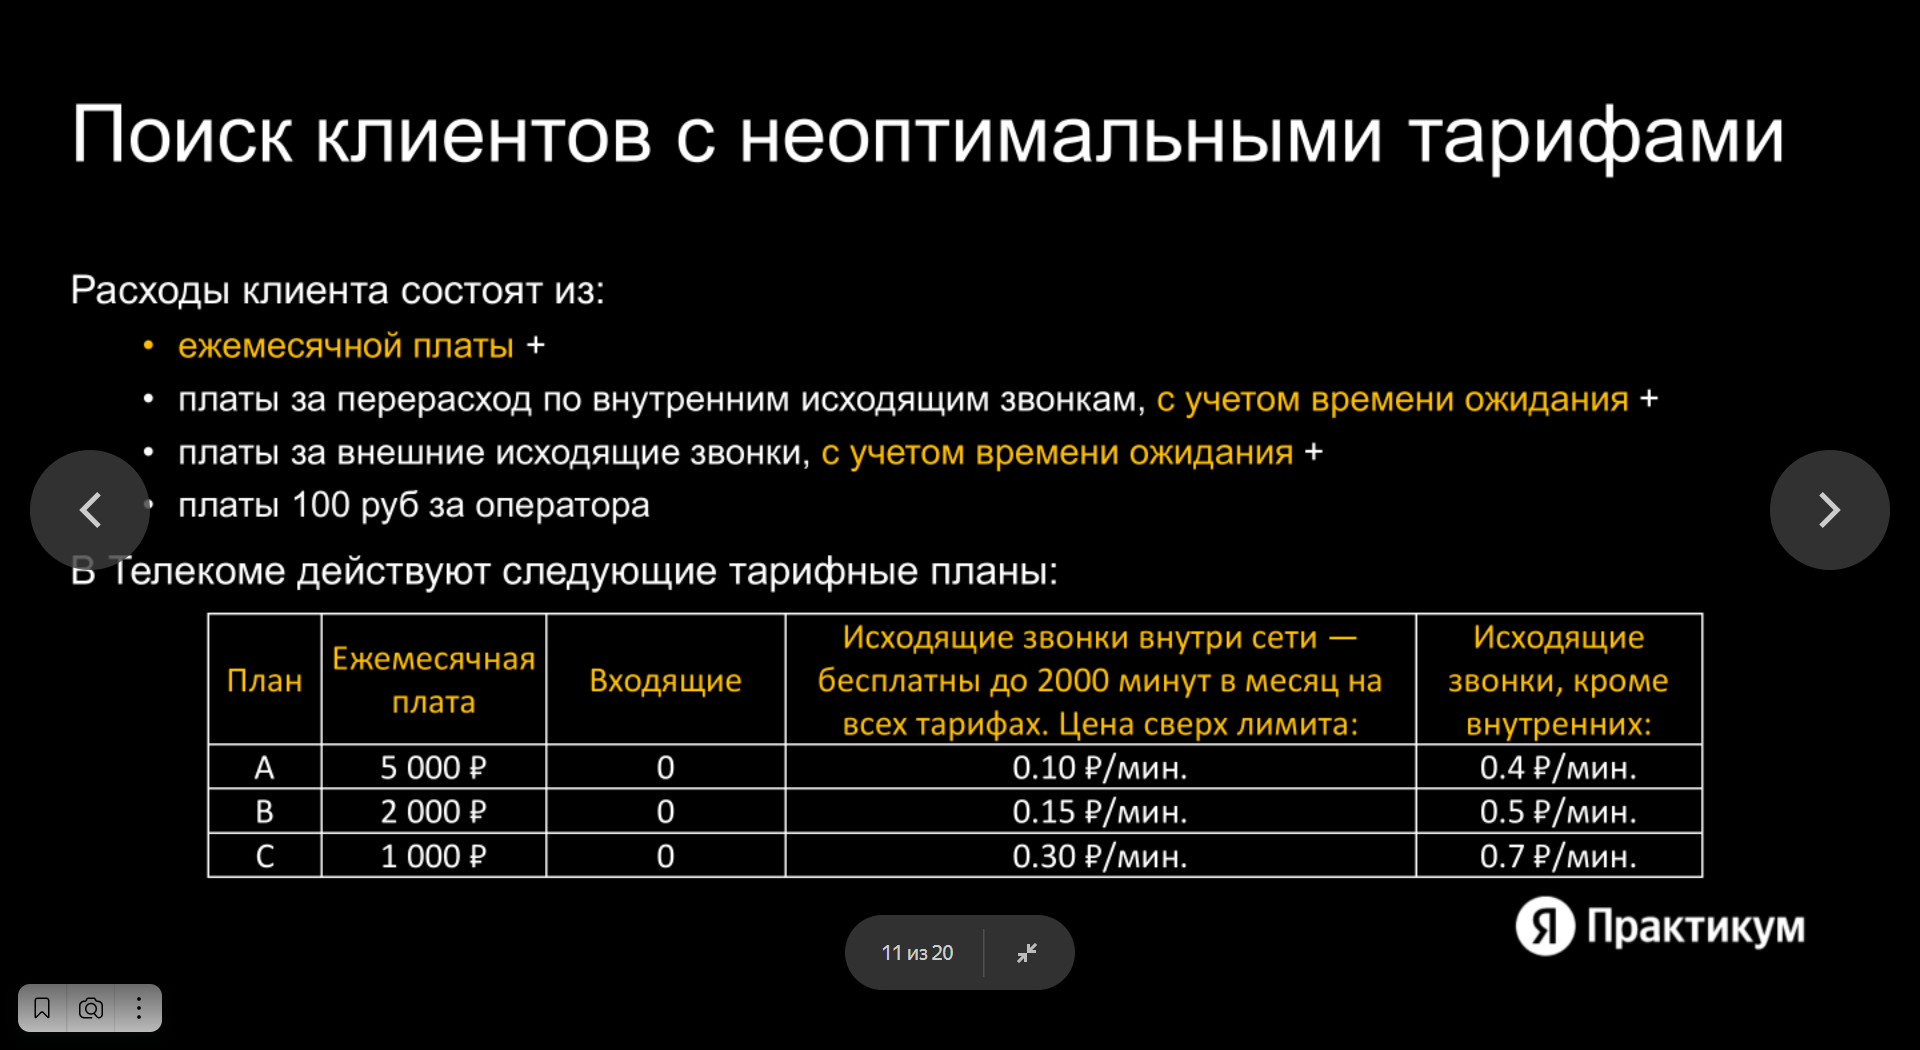 Поиск клиентов с неоптимальными тарифами
Расходы клиента состоят из:
• ежемесячной платы +
• платы за перерасход по внутренним исходящим звонкам, с учетом времени ожидания +
• платы за внешние исходящие звонки, с учетом времени ожидания +
• платы 100 руб за оператора
В Телекоме действуют следующие тарифные планы:
План
Ежемесячная
плата
Входящие
Исходящие звонки внутри сети —
бесплатны до 2000 минут в месяц на
всех тарифах. Цена сверх лимита:
Исходящие
звонки, кроме
внутренних:
A 5 000 ₽ 0 0.10 ₽/мин. 0.4 ₽/мин.
B 2 000 ₽ 0 0.15 ₽/мин. 0.5 ₽/мин.
C 1 000 ₽ 0 0.30 ₽/мин. 0.7 ₽/мин.
Я Практикум
11 из 20